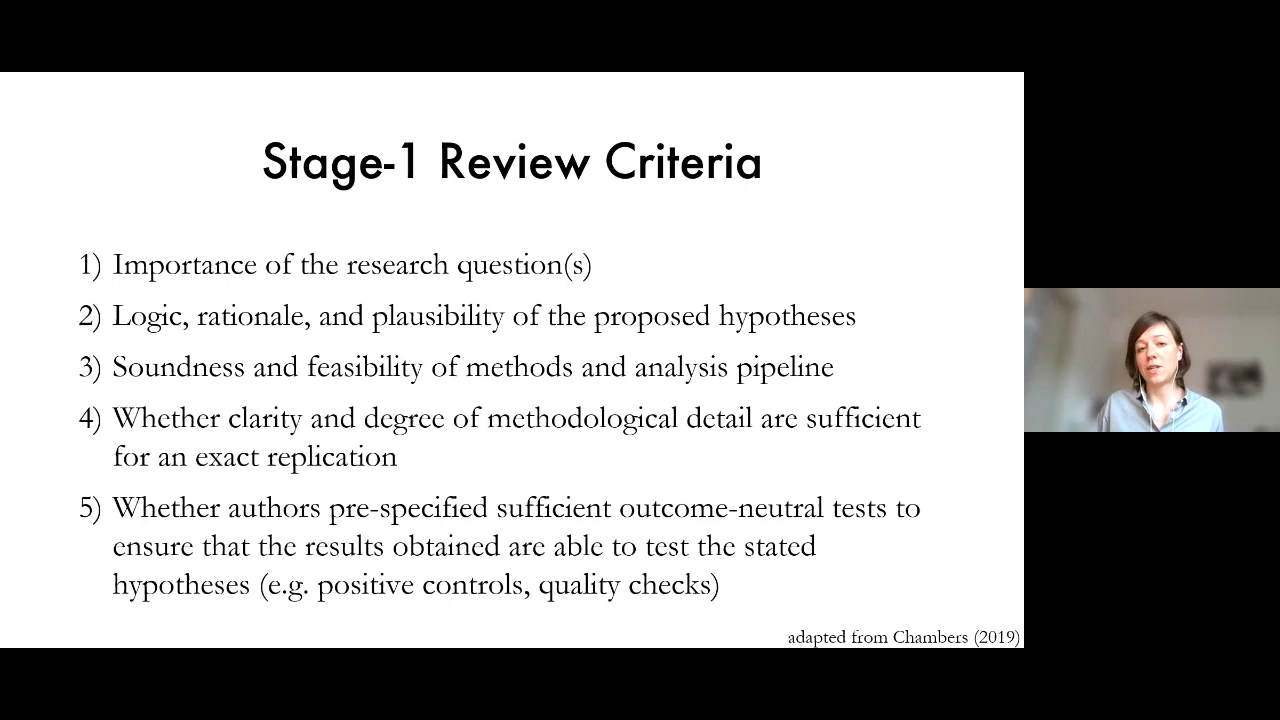 Stage-1 Review Criteria
1) Importance of the research question(s)
2) Logic, rationale, and plausibility of the proposed hypotheses
3) Soundness and feasibility of methods and analysis pipeline
4) Whether clarity and degree of methodological detail are sufficient
for an exact replication
5) Whether authors pre-specified sufficient outcome-neutral tests to
ensure that the results obtained are able to test the stated
hypotheses (e.g. positive controls, quality checks)
adapted from Chambers (2019)